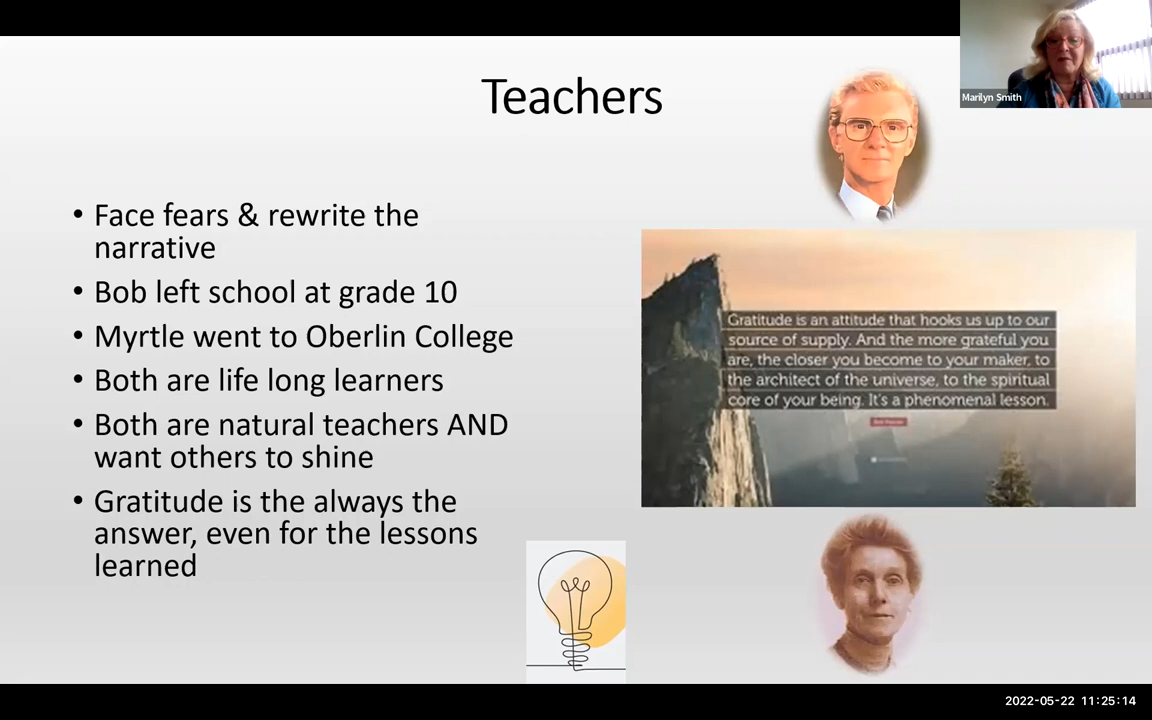 Teachers
Marilyn Smith
• Face fears & rewrite the
narrative
• Bob left school at grade 10
• Myrtle went to Oberlin College
• Both are life long learners
• Both are natural teachers AND
want others to shine
• Gratitude is the always the
answer, even for the lessons
learned
Gratitude is an attitude that hooks us up to our
source of supply. And the more grateful you
are, the closer you become to your maker, to
the architect of the universe, to the spiritual
core of your being. It's a phenomenal lesson.
2022-05-22 11:25:14